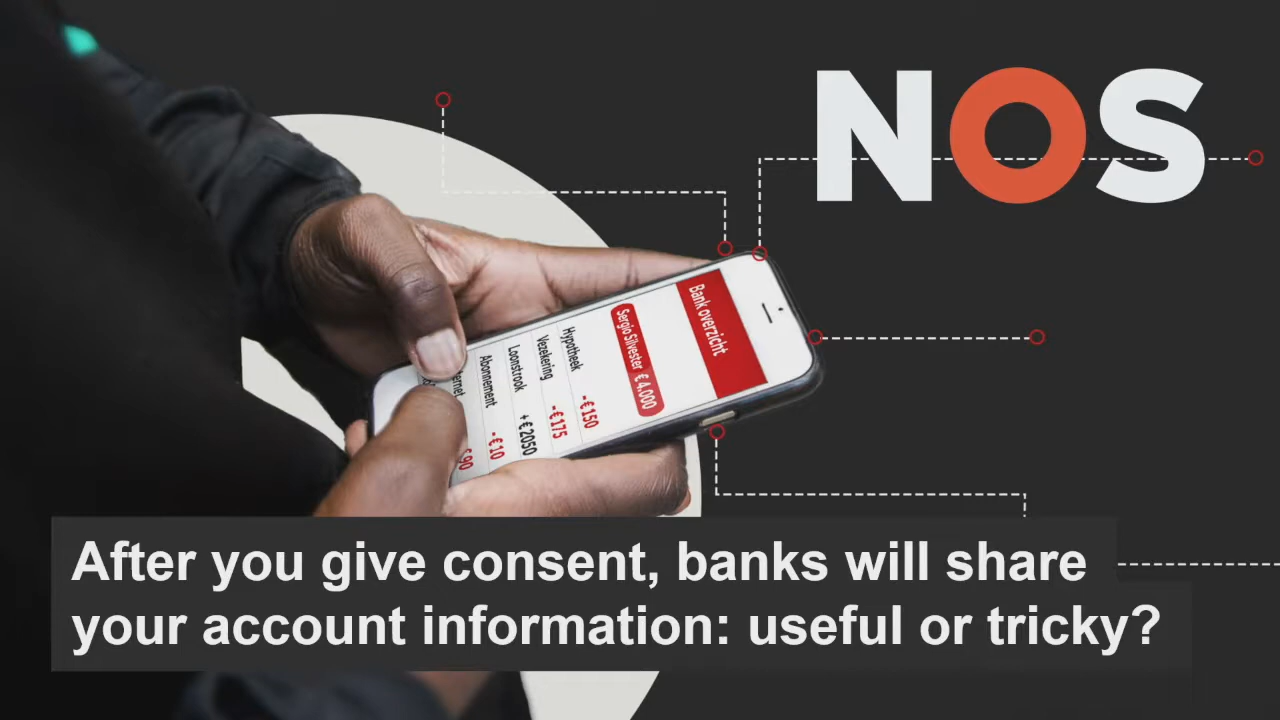 NOS
Bank overzicht
Sergio Silvester € 4.000
Hypotheek -€150
Vezekering -€175
Loonstrook +€2050
Abonnement -€10
After you give consent, banks will share
your account information: useful or tricky?